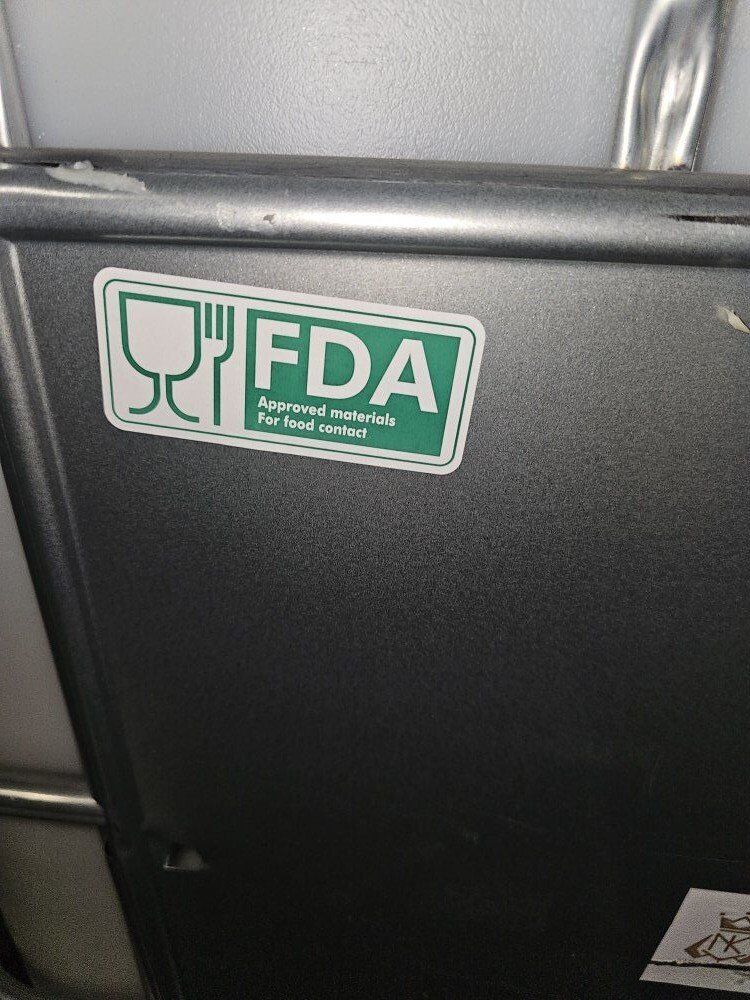 FDA
Approved materials
For food contact